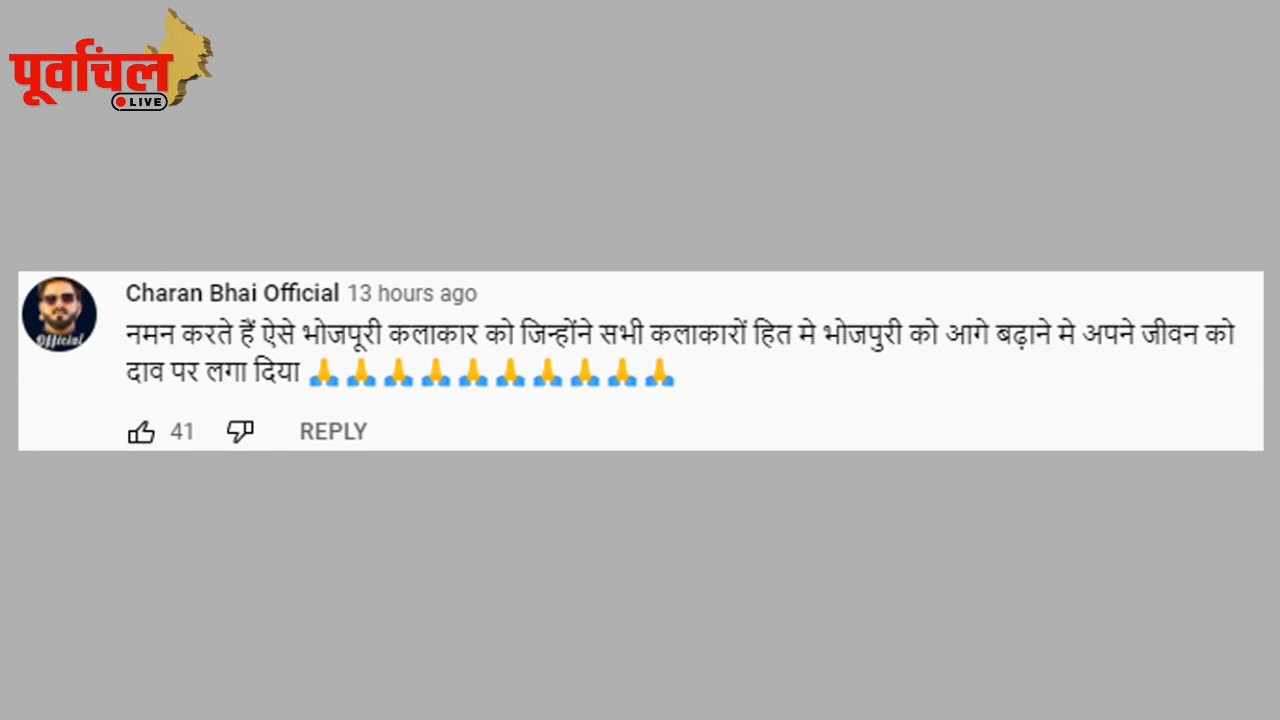 पूर्वांचल
LIVE
Charan Bhai Official 13 hours ago
नमन करते हैं ऐसे भोजपूरी कलाकार को जिन्होंने सभी कलाकारों हित मे भोजपुरी को आगे बढ़ाने मे अपने जीवन को
दाव पर लगा दिया 🙏🙏🙏🙏🙏🙏🙏🙏🙏🙏
41 REPLY
Official